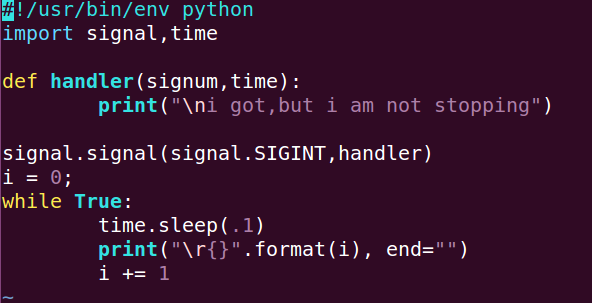 #!/usr/bin/env python
import signal,time
def handler(signum,time):
        print("\ni got,but i am not stopping")
signal.signal(signal.SIGINT,handler)
i = 0;
while True:
        time.sleep(.1)
        print("\r{}".format(i), end="")
        i += 1
~